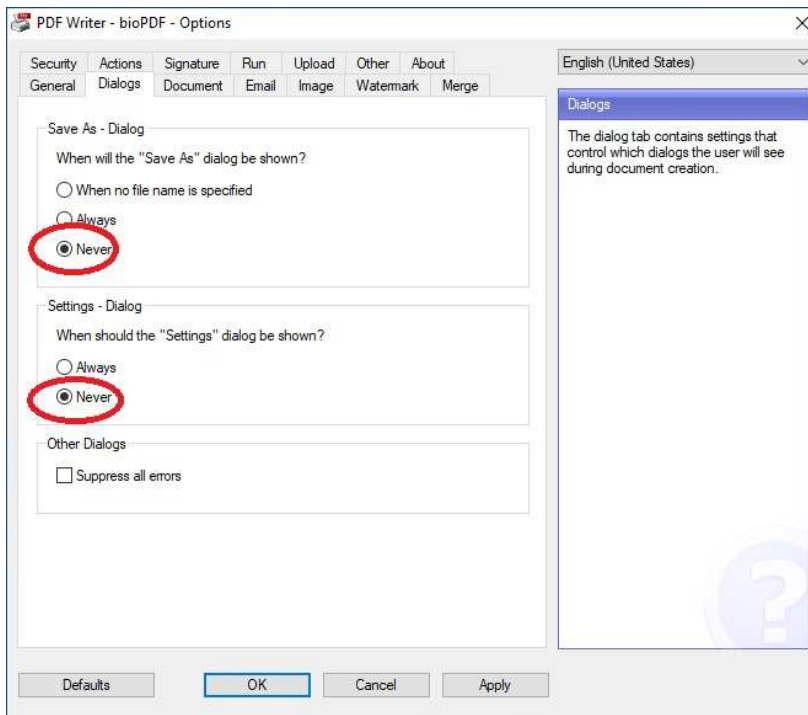 PDF Writer - bioPDF - Options
Security Actions Signature Run Upload Other About
General Dialogs Document Email Image Watermark Merge
Save As - Dialog
When will the "Save As" dialog be shown?
When no file name is specified
Always
Never
Settings - Dialog
When should the "Settings" dialog be shown?
Always
Never
Other Dialogs
Suppress all errors
English (United States)
Dialogs
The dialog tab contains settings that
control which dialogs the user will see
during document creation.
Defaults OK Cancel Apply